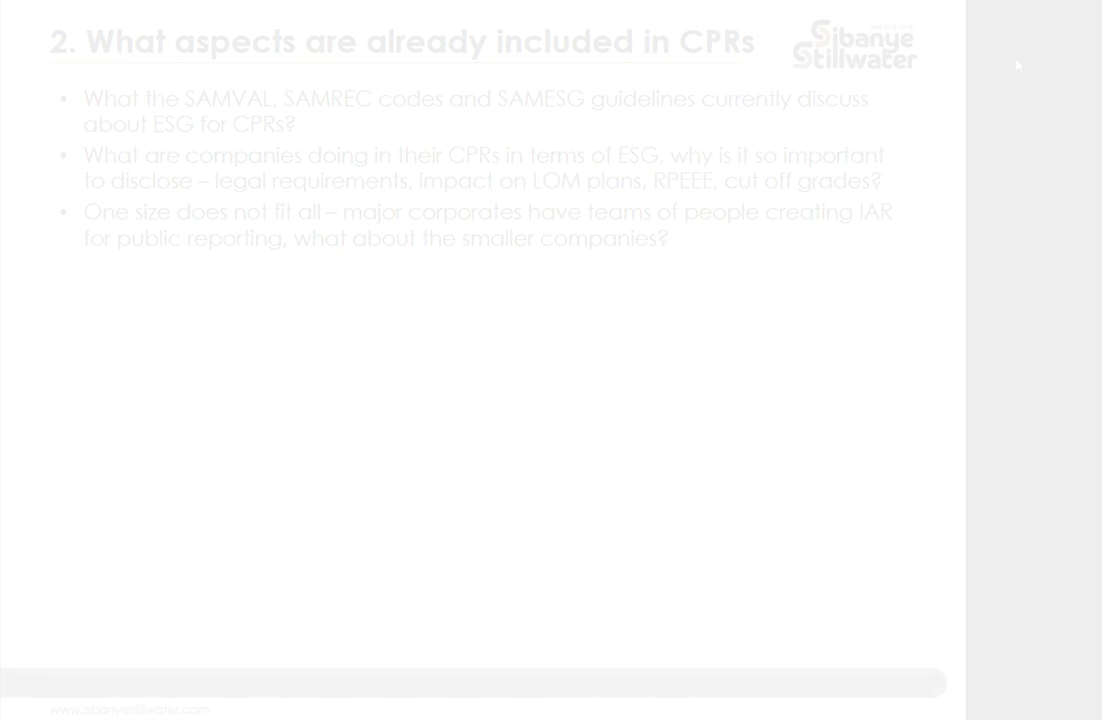 2. What aspects are already included in CPRs
Sibanye
Stillwater
• What the SAMVAL, SAMREC codes and SAMESG guidelines currently discuss
about ESG for CPRs?
• What are companies doing in their CPRs in terms of ESG, why is it so important
to disclose – legal requirements, impact on LOM plans, RPEEE, cut off grades?
• One size does not fit all – major corporates have teams of people creating IAR
for public reporting, what about the smaller companies?
www.sibanyestillwater.com